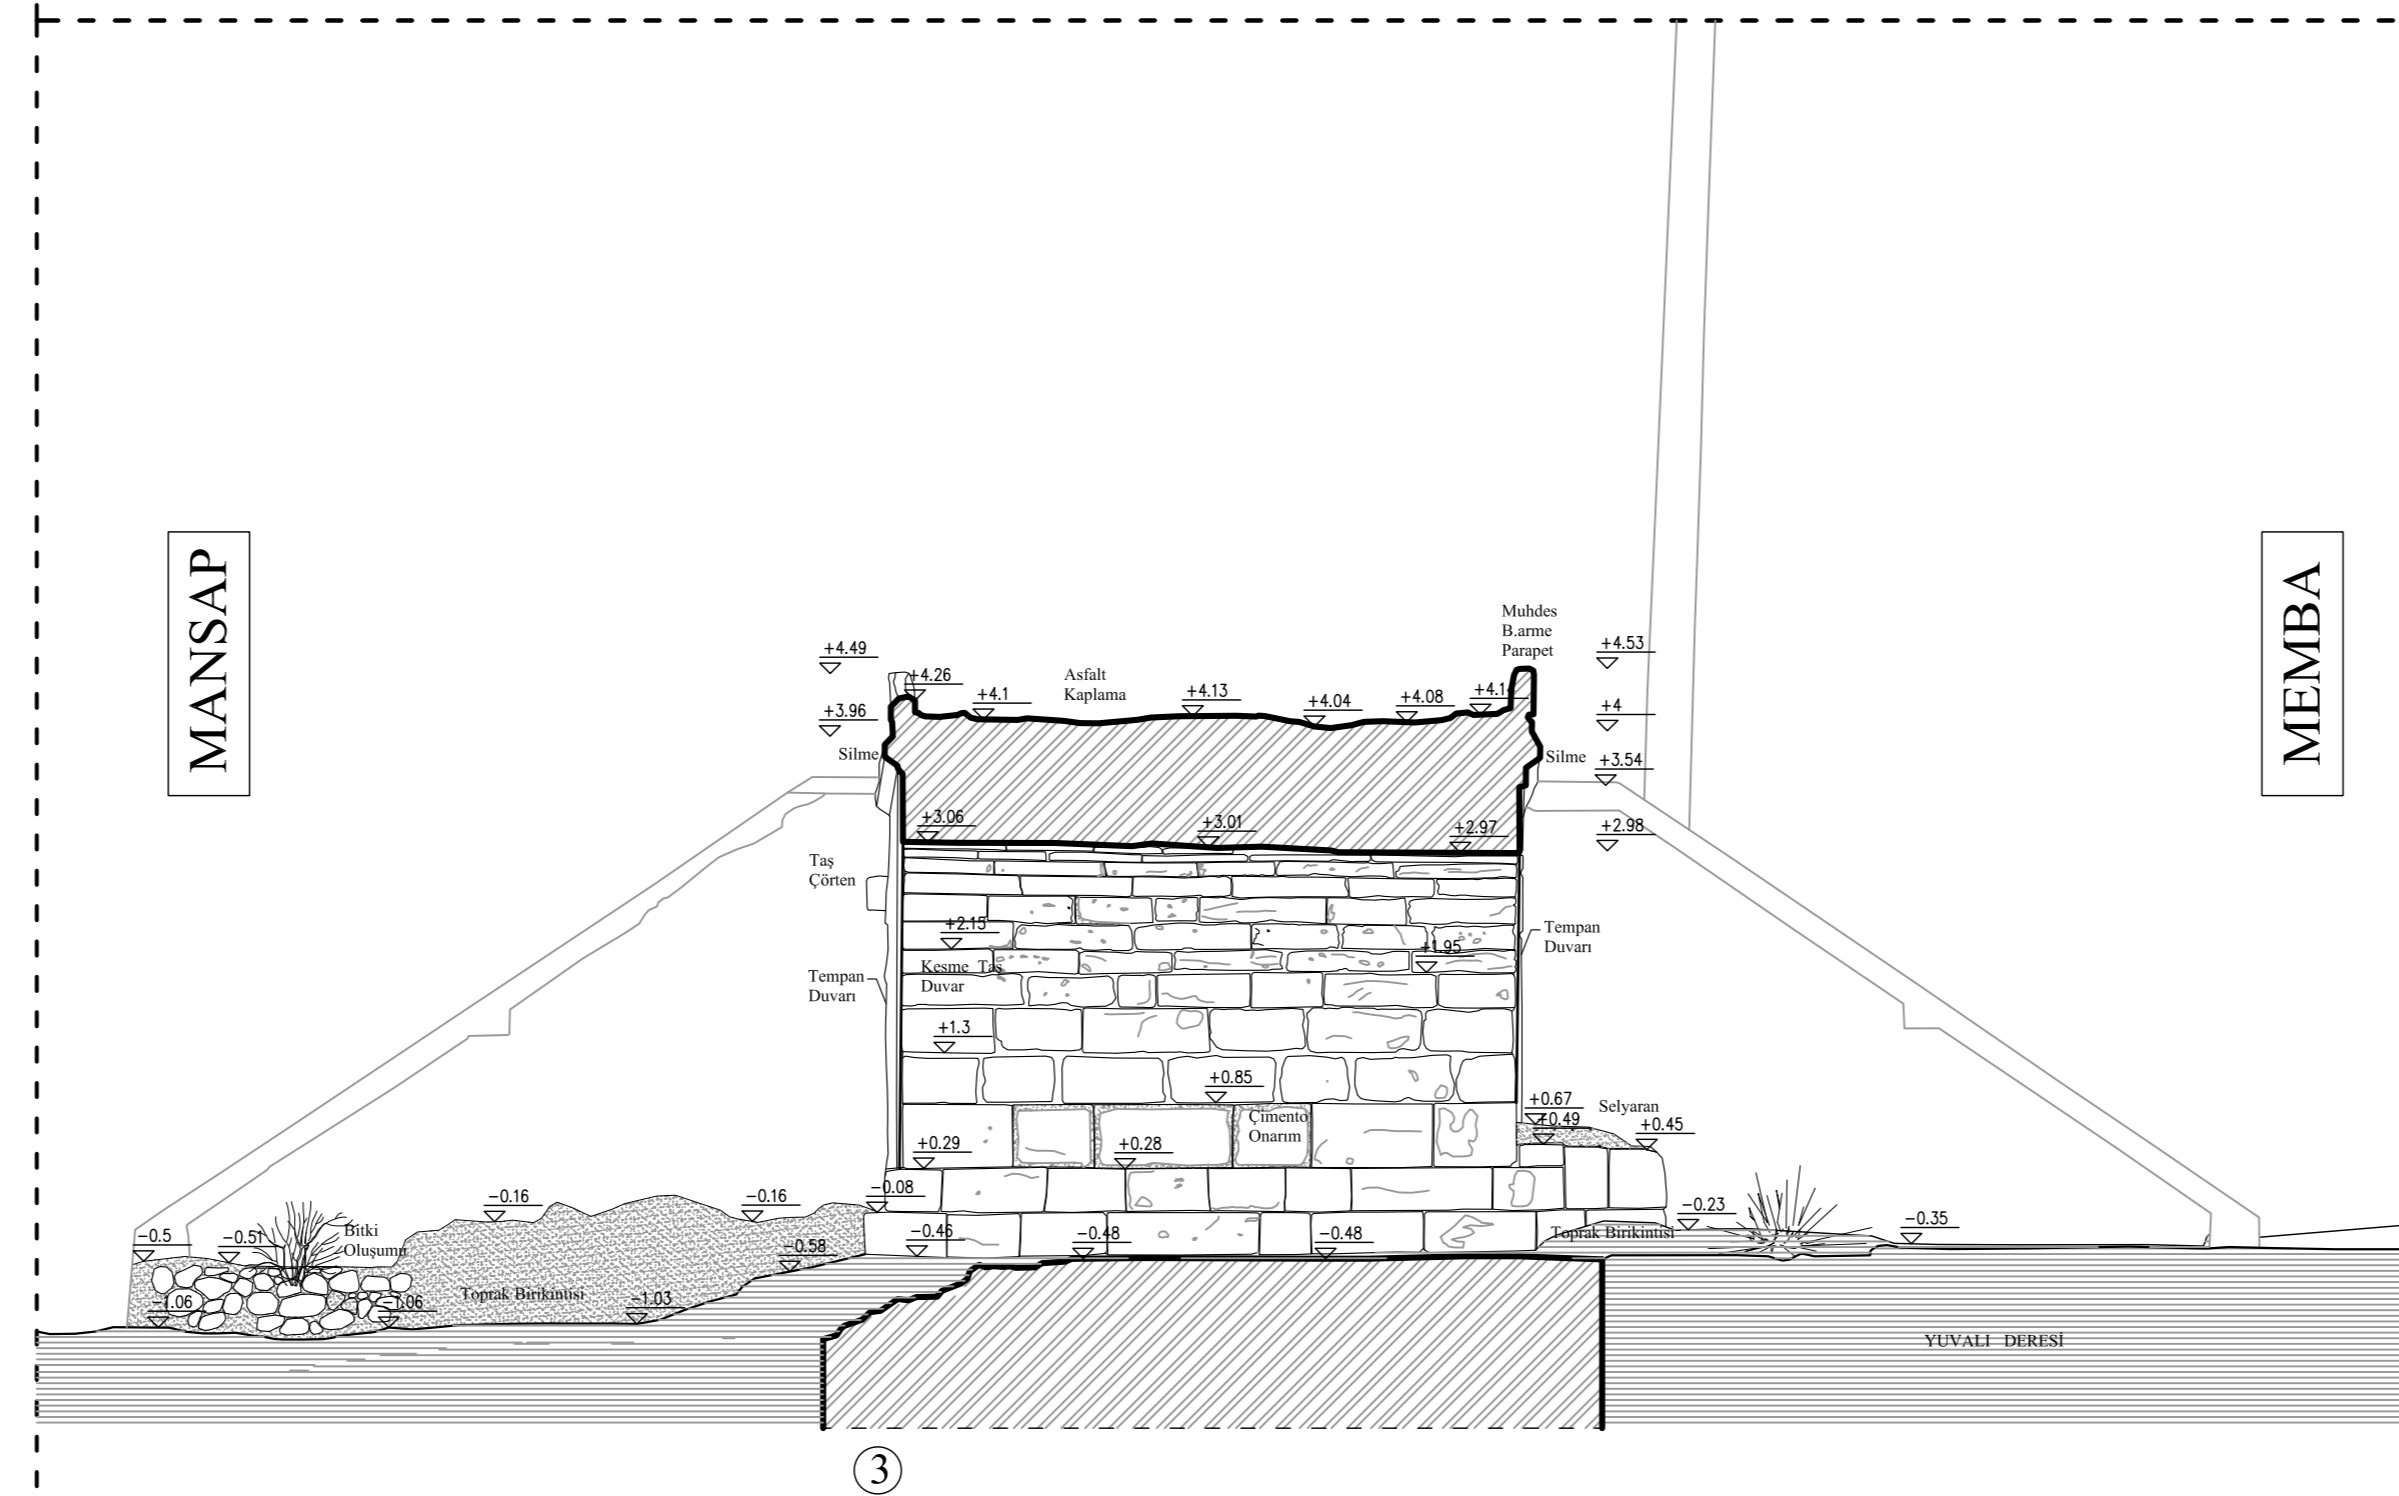 MANSAP
MEMBA
Muhdes
B.arme
Parapet
+4.49
+4.53
+4.26
Asfalt
Kaplama
+4.1
+4.13
+4.04
+4.08
+3.96
+4
Silme
Silme
+3.54
+3.06
+3.01
+2.97
+2.98
Taş
Çörten
+2.15
+1.95
Tempan
Duvarı
Kesme Taş
Duvar
Tempan
Duvarı
+1.3
+0.85
+0.67
Selyaran
+0.49
+0.45
Çimento
Onarım
+0.29
+0.28
-0.08
-0.16
-0.16
-0.23
-0.35
-0.5
-0.51
Bitki
Oluşumu
-0.58
-0.46
-0.48
-0.48
Toprak Birikintisi
-1.06
-1.06
Toprak Birikintisi
-1.03
YUVALI DERESİ
3